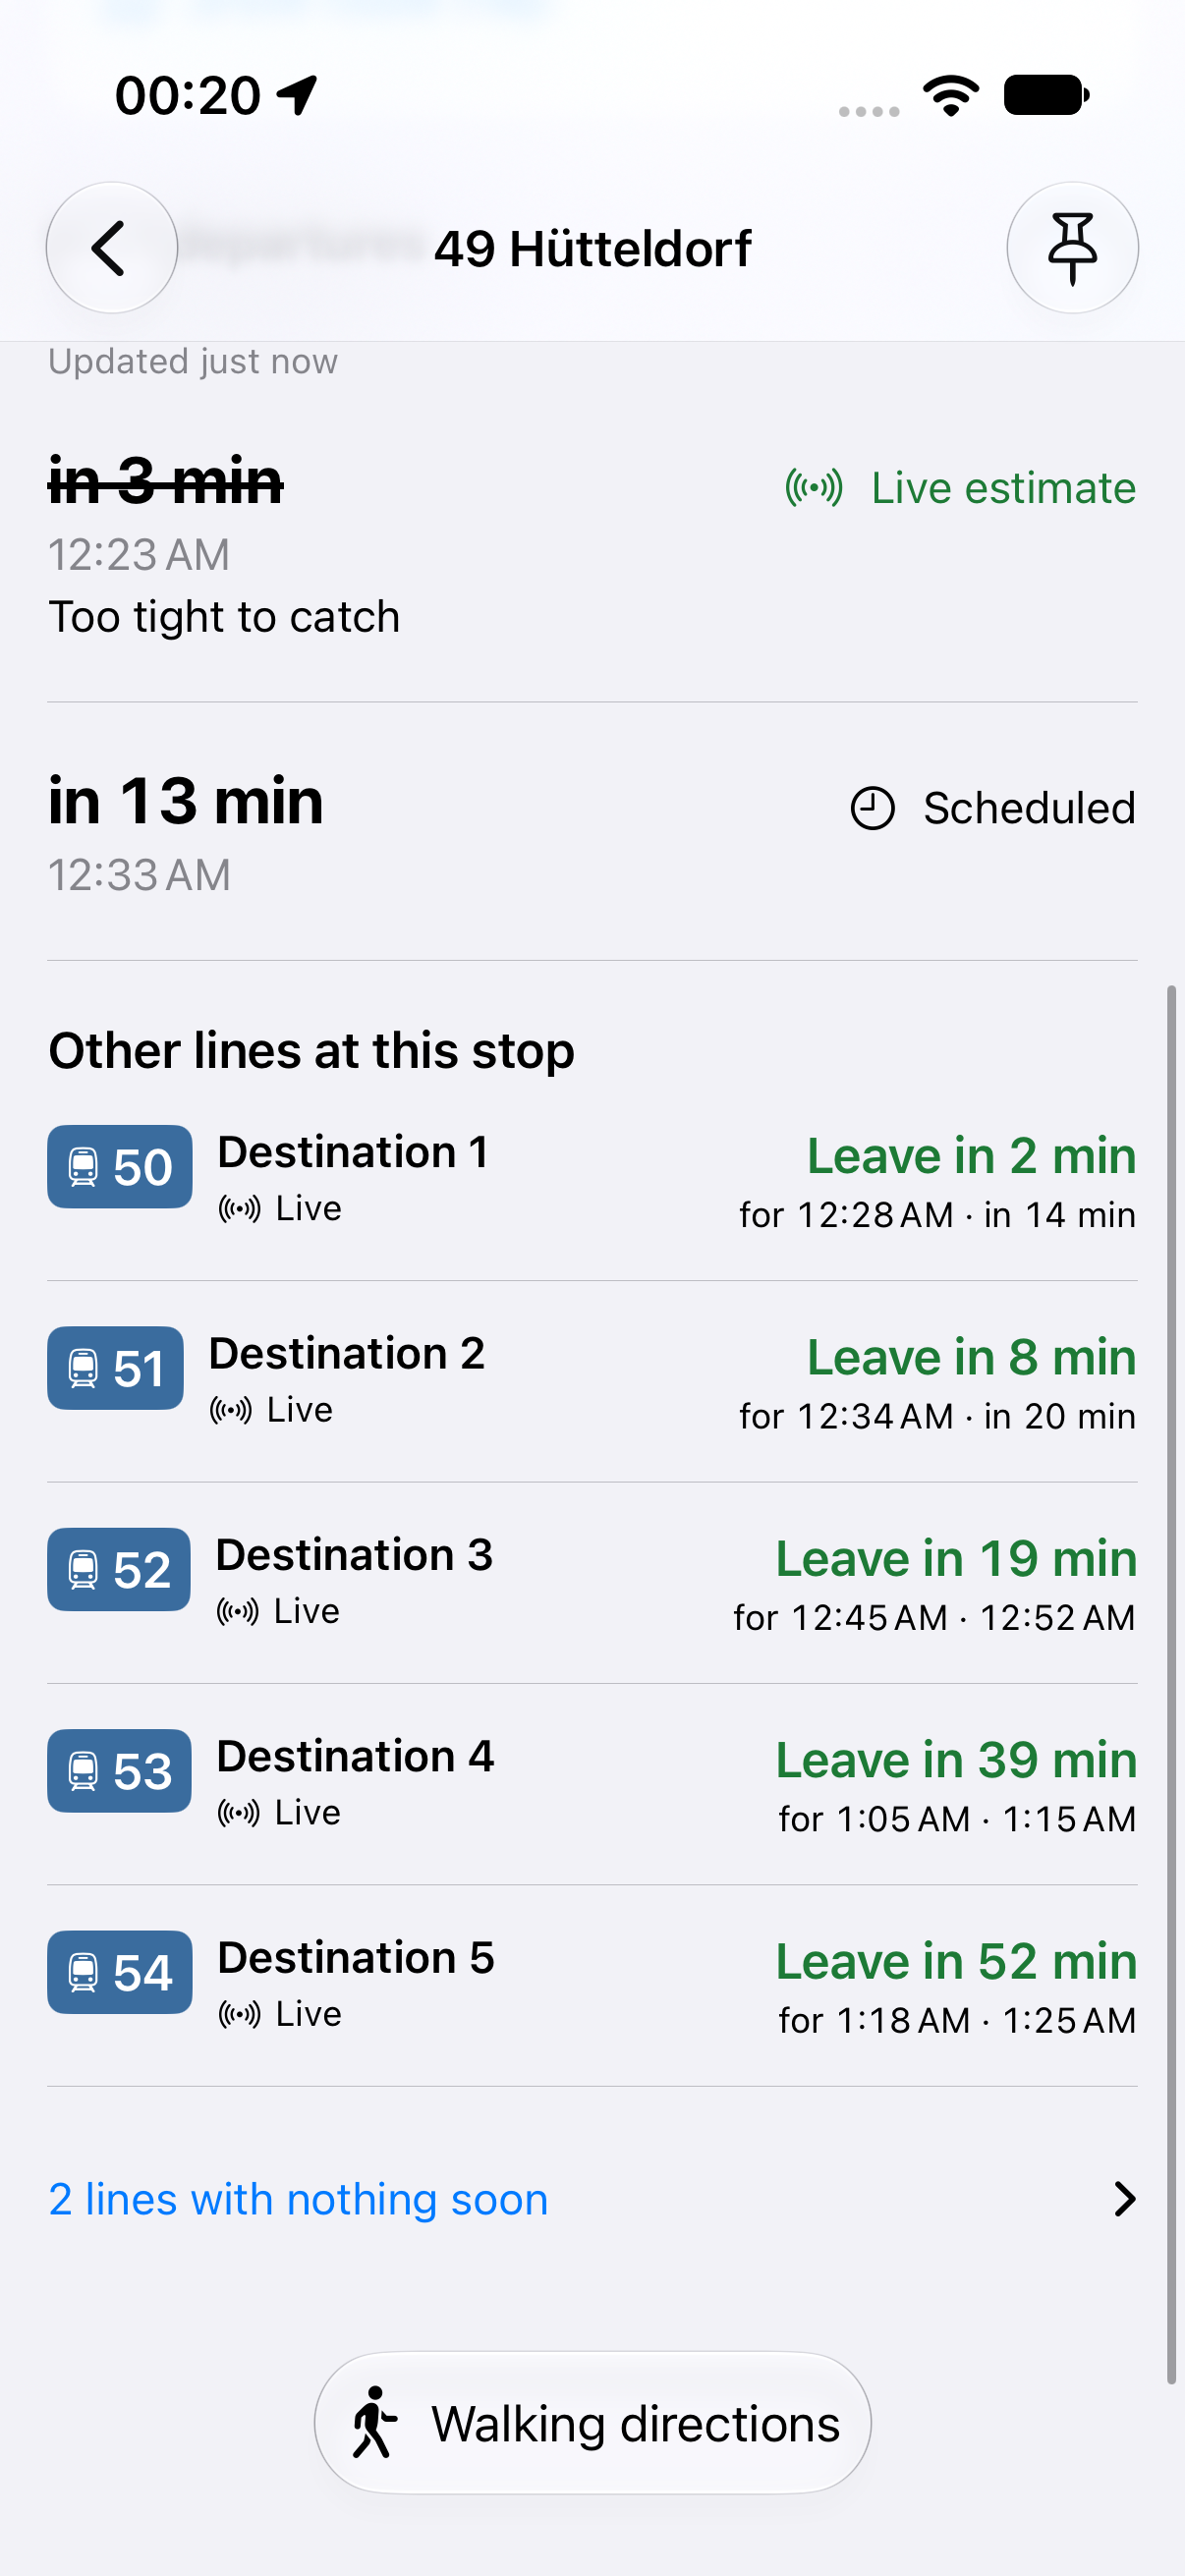 00:20
49 Hütteldorf
Updated just now
in 3 min
Live estimate
12:23 AM
Too tight to catch
in 13 min
Scheduled
12:33 AM
Other lines at this stop
50
Destination 1
Leave in 2 min
Live
for 12:28 AM · in 14 min
51
Destination 2
Leave in 8 min
Live
for 12:34 AM · in 20 min
52
Destination 3
Leave in 19 min
Live
for 12:45 AM · 12:52 AM
53
Destination 4
Leave in 39 min
Live
for 1:05 AM · 1:15 AM
54
Destination 5
Leave in 52 min
Live
for 1:18 AM · 1:25 AM
2 lines with nothing soon
Walking directions